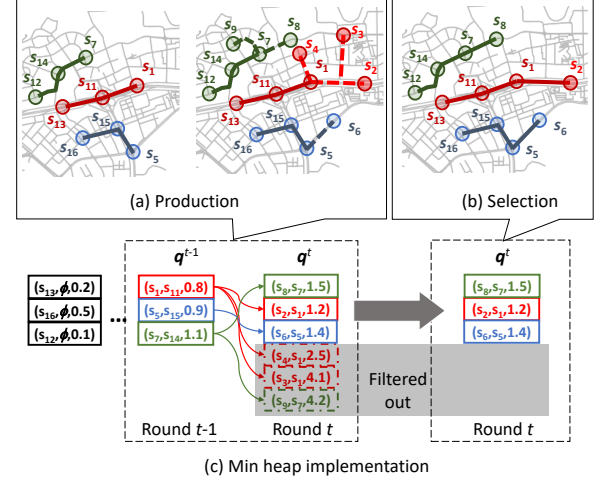 s9
s8
s7
s14
s12
s1
s11
s13
s15
s16
s5
s7
s14
s12
s4
s3
s1
s2
s11
s13
s15
s6
s16
s5
s8
s7
s14
s12
s1
s2
s11
s13
s15
s6
s16
s5
(a) Production
(b) Selection
q^{t-1}
q^t
q^t
(s13,ϕ,0.2)
(s16,ϕ,0.5)
(s12,ϕ,0.1)
...
(s1,s11,0.8)
(s5,s15,0.9)
(s7,s14,1.1)
(s8,s7,1.5)
(s2,s1,1.2)
(s6,s5,1.4)
(s4,s1,2.5)
(s3,s1,4.1)
(s9,s7,4.2)
(s8,s7,1.5)
(s2,s1,1.2)
(s6,s5,1.4)
Filtered
out
Round t-1
Round t
Round t
(c) Min heap implementation